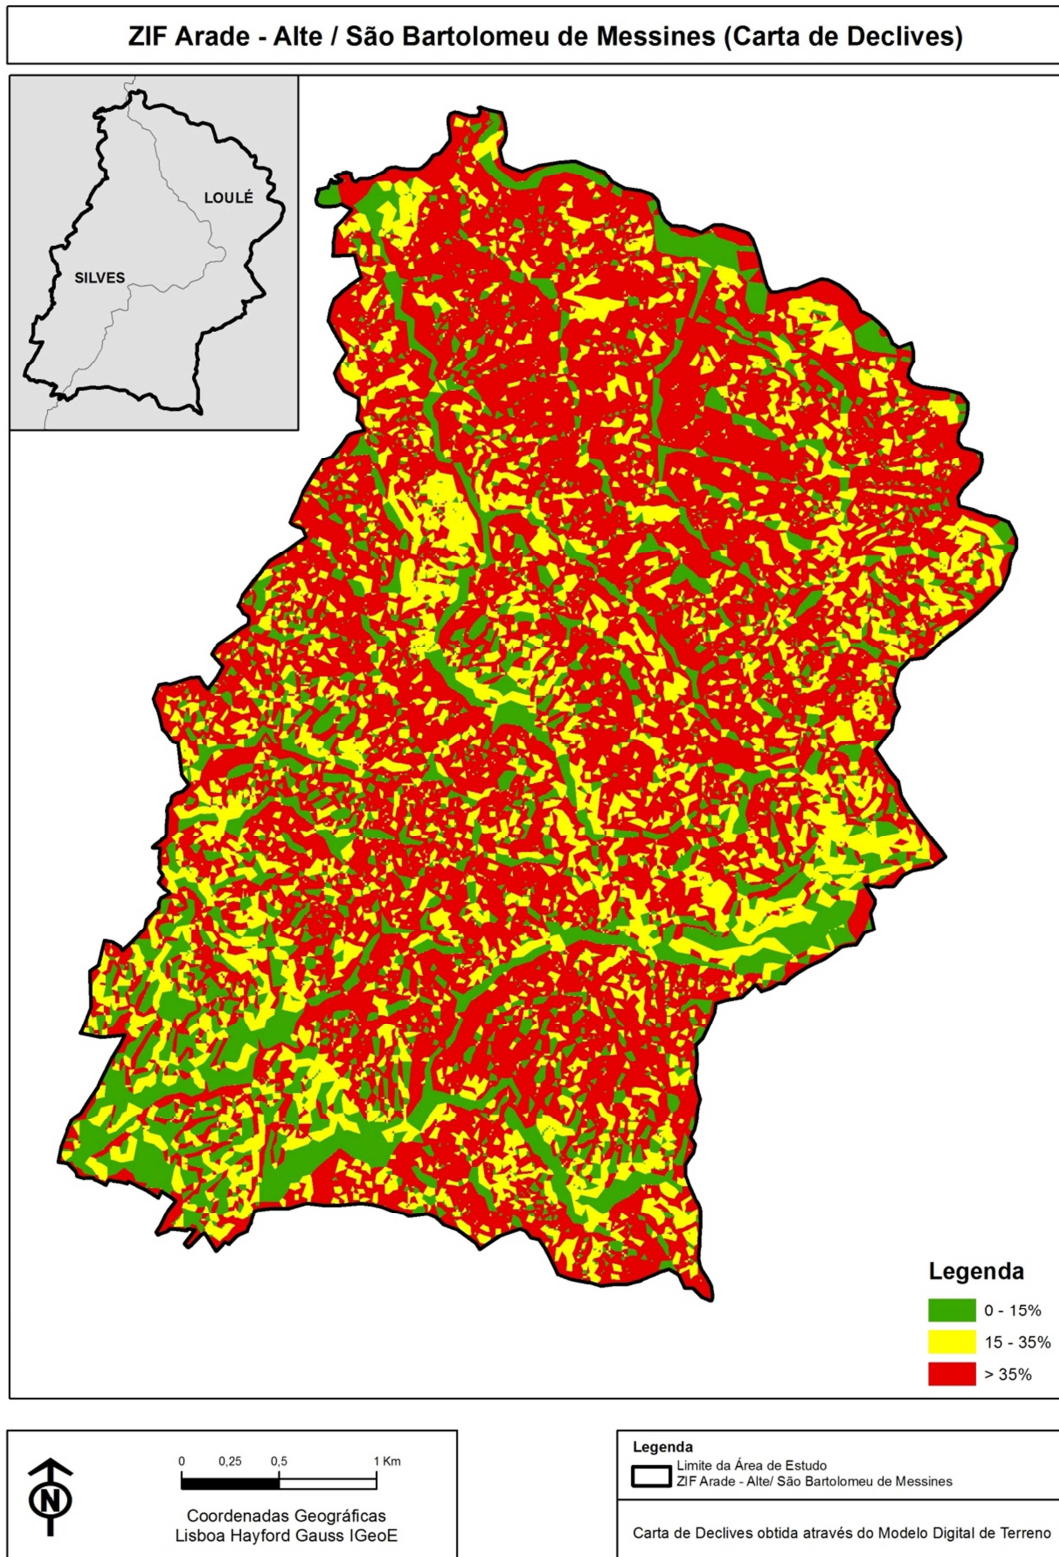 ZIF Arade - Alte / São Bartolomeu de Messines (Carta de Declives)
LOULÉ
SILVES
Legenda
0 - 15%
15 - 35%
> 35%
N
0 0,25 0,5 1 Km
Coordenadas Geográficas
Lisboa Hayford Gauss IGeoE
Legenda
Limite da Área de Estudo
ZIF Arade - Alte/ São Bartolomeu de Messines
Carta de Declives obtida através do Modelo Digital de Terreno